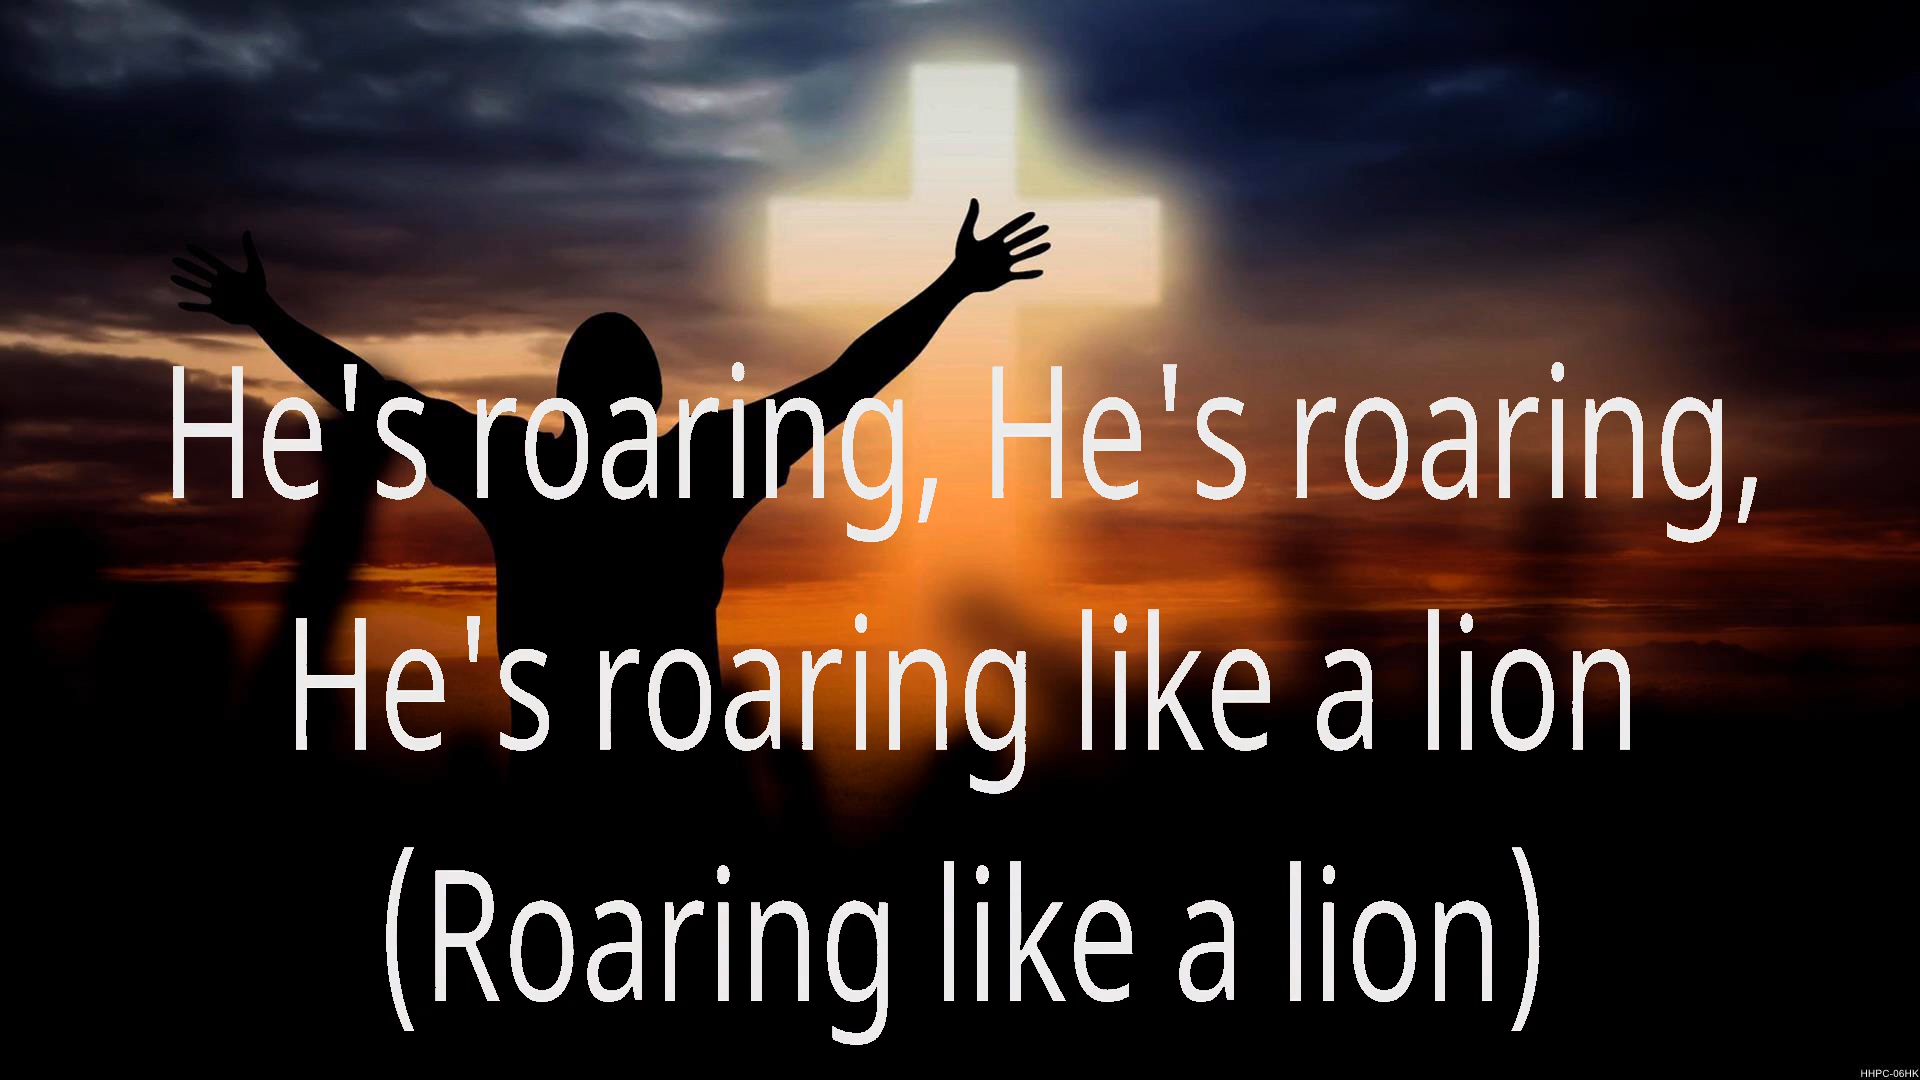 He's roaring, He's roaring,
He's roaring like a lion
(Roaring like a lion)
HHPC-06HK